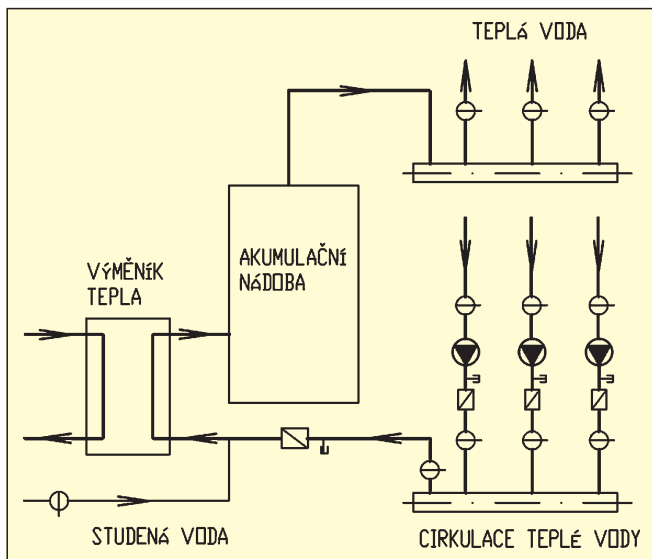 TEPLÁ VODA
AKUMULAČNÍ
NÁDOBA
VÝMĚNÍK
TEPLA
STUDENÁ VODA
CIRKULACE TEPLÉ VODY